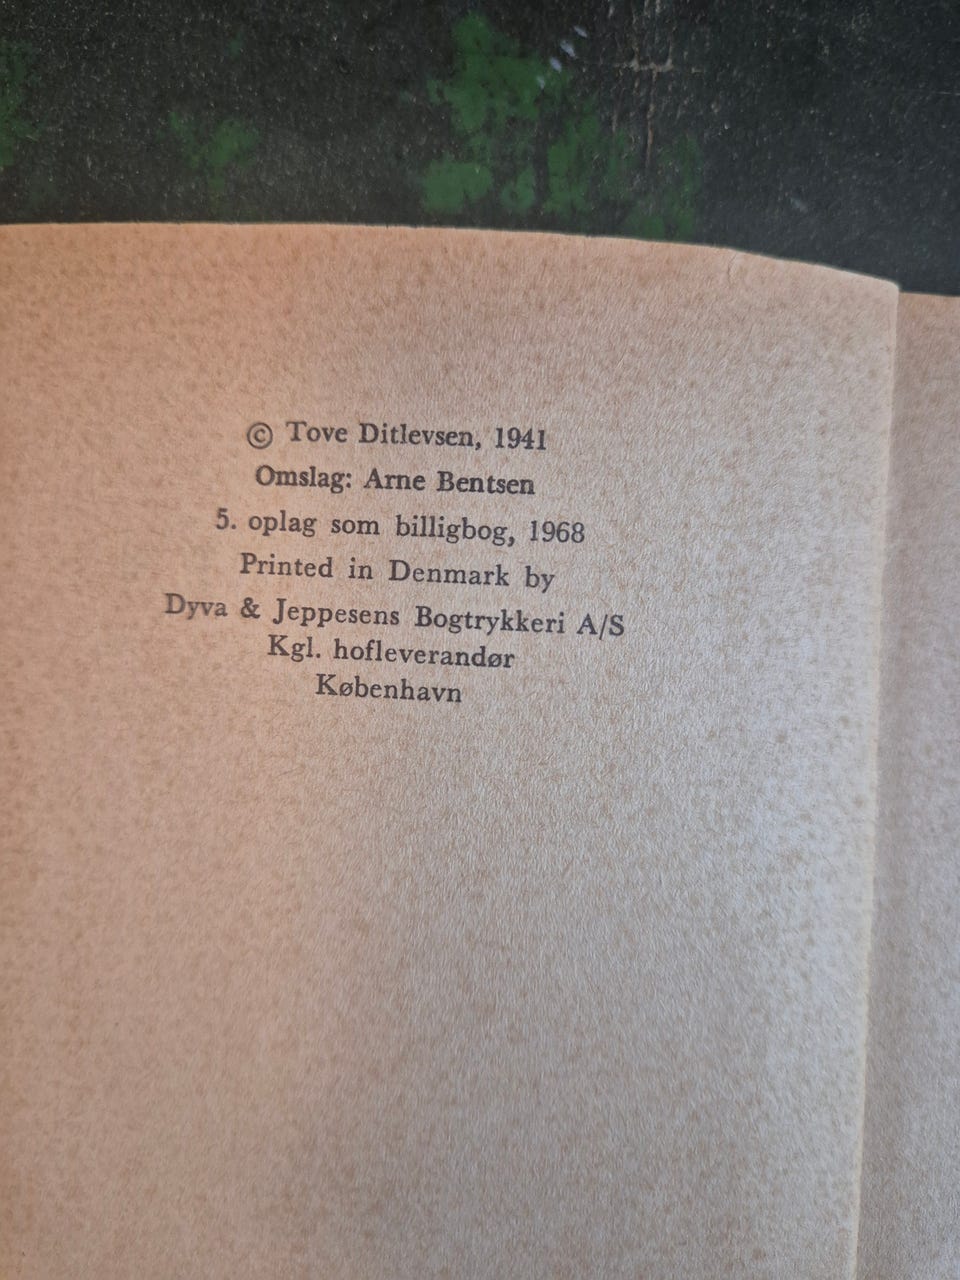 © Tove Ditlevsen, 1941
Omslag: Arne Bentsen
5. oplag som billigbog, 1968
Printed in Denmark by
Dyva & Jeppesens Bogtrykkeri A/S
Kgl. hofleverandør
København